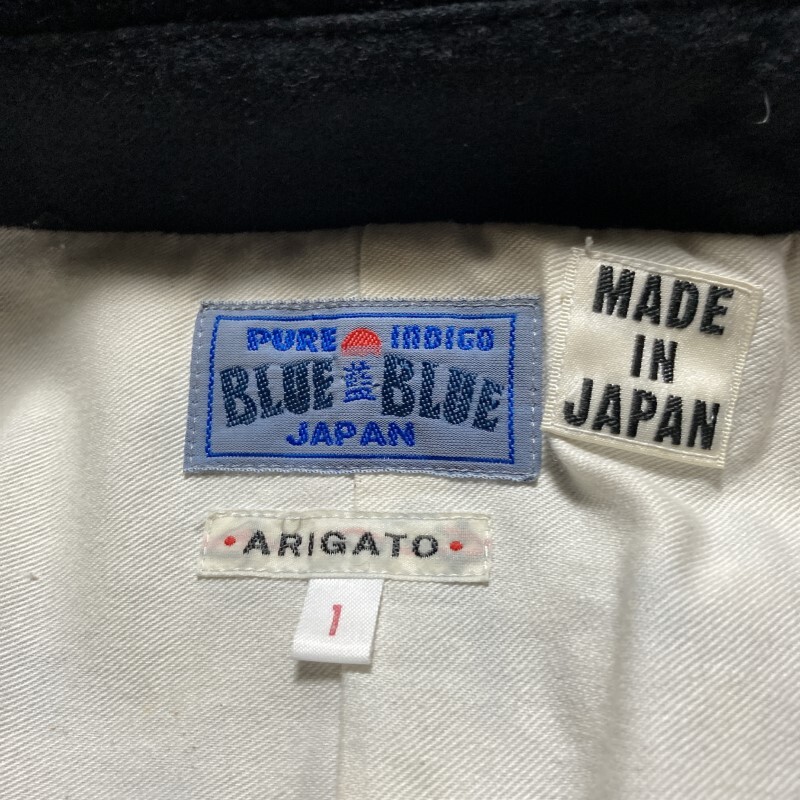 PURE INDIGO
BLUE 藍 BLUE
JAPAN
MADE
IN
JAPAN
• ARIGATO •
1